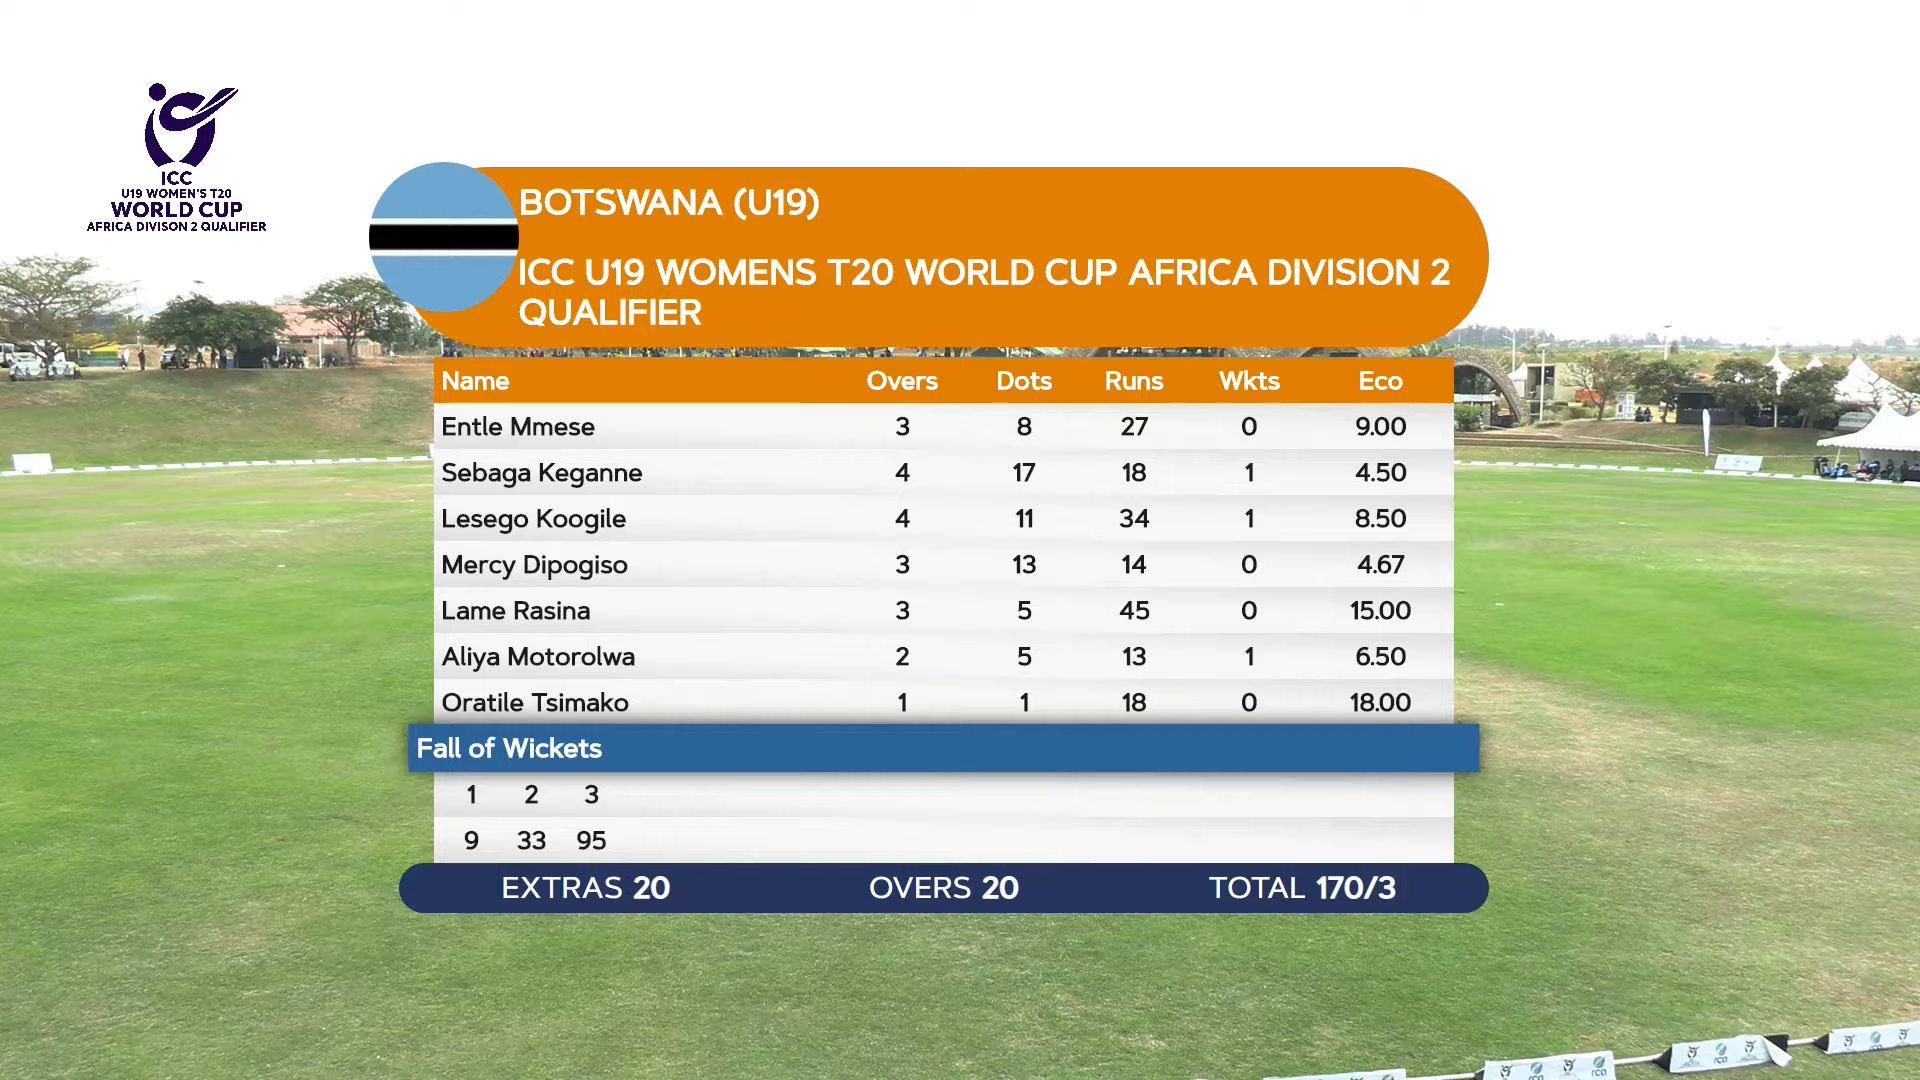 ICC
U19 WOMEN'S T20
WORLD CUP
AFRICA DIVISON 2 QUALIFIER
BOTSWANA (U19)
ICC U19 WOMENS T20 WORLD CUP AFRICA DIVISION 2
QUALIFIER
Name Overs Dots Runs Wkts Eco
Entle Mmese 3 8 27 0 9.00
Sebaga Keganne 4 17 18 1 4.50
Lesego Koogile 4 11 34 1 8.50
Mercy Dipogiso 3 13 14 0 4.67
Lame Rasina 3 5 45 0 15.00
Aliya Motorolwa 2 5 13 1 6.50
Oratile Tsimako 1 1 18 0 18.00
Fall of Wickets
1 2 3
9 33 95
EXTRAS 20 OVERS 20 TOTAL 170/3